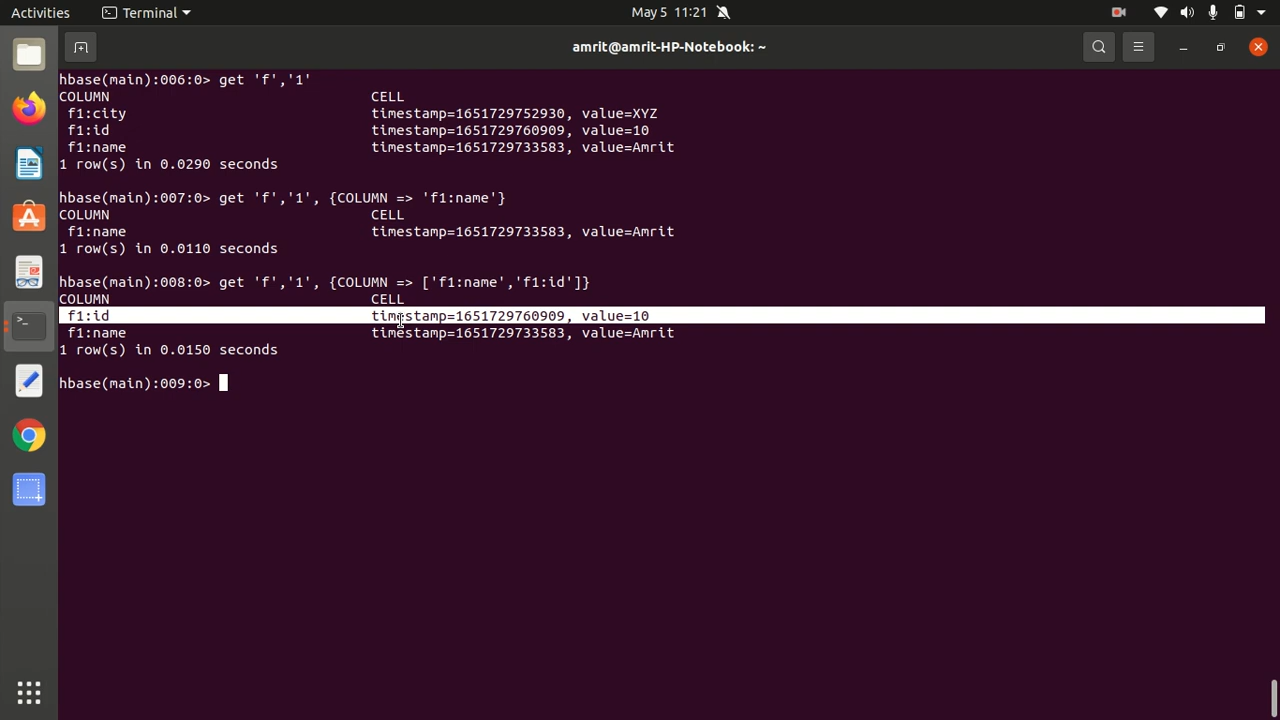 Activities Terminal May 5 11:21
amrit@amrit-HP-Notebook: ~
hbase(main):006:0> get 'f','1'
COLUMN CELL
f1:city timestamp=1651729752930, value=XYZ
f1:id timestamp=1651729760909, value=10
f1:name timestamp=1651729733583, value=Amrit
1 row(s) in 0.0290 seconds
hbase(main):007:0> get 'f','1', {COLUMN => 'f1:name'}
COLUMN CELL
f1:name timestamp=1651729733583, value=Amrit
1 row(s) in 0.0110 seconds
hbase(main):008:0> get 'f','1', {COLUMN => ['f1:name','f1:id']}
COLUMN CELL
f1:id timestamp=1651729760909, value=10
f1:name timestamp=1651729733583, value=Amrit
1 row(s) in 0.0150 seconds
hbase(main):009:0>